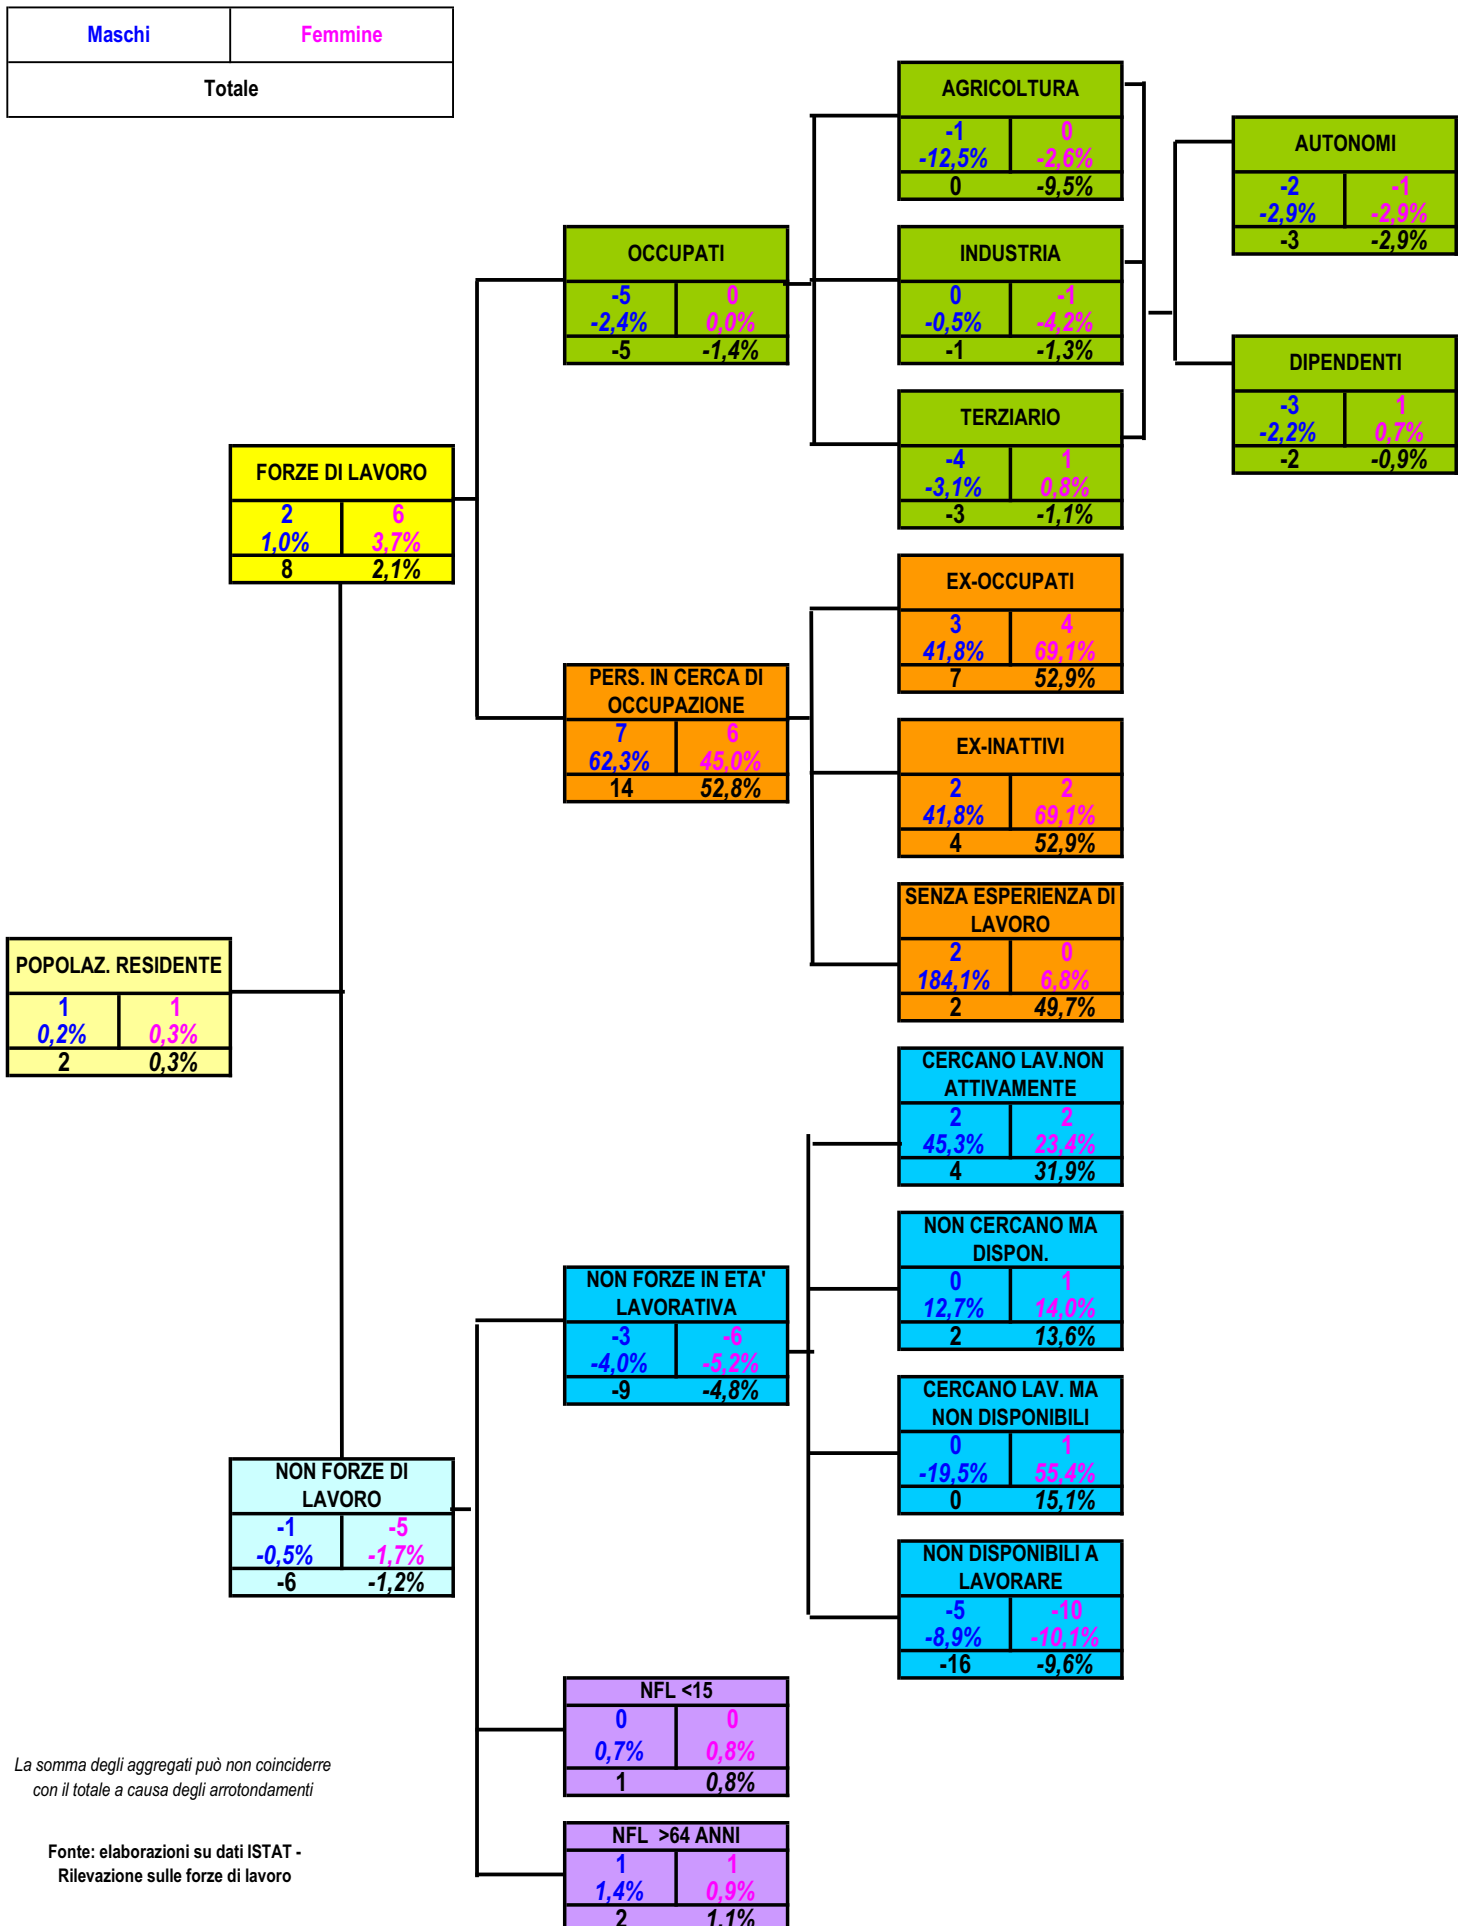 Maschi Femmine
Totale
AGRICOLTURA
-1 0
-12,5% -2,6%
0 -9,5%
AUTONOMI
-2 -1
-2,9% -2,9%
-3 -2,9%
OCCUPATI
-5 0
-2,4% 0,0%
-5 -1,4%
INDUSTRIA
0 -1
-0,5% -4,2%
-1 -1,3%
DIPENDENTI
-3 1
-2,2% 0,7%
-2 -0,9%
TERZIARIO
-4 1
-3,1% 0,8%
-3 -1,1%
FORZE DI LAVORO
2 6
1,0% 3,7%
8 2,1%
EX-OCCUPATI
3 4
41,8% 69,1%
7 52,9%
PERS. IN CERCA DI
OCCUPAZIONE
7 6
62,3% 45,0%
14 52,8%
EX-INATTIVI
2 2
41,8% 69,1%
4 52,9%
SENZA ESPERIENZA DI
LAVORO
2 0
184,1% 6,8%
2 49,7%
POPOLAZ. RESIDENTE
1 1
0,2% 0,3%
2 0,3%
CERCANO LAV.NON
ATTIVAMENTE
2 2
45,3% 23,4%
4 31,9%
NON CERCANO MA
DISPON.
0 1
12,7% 14,0%
2 13,6%
NON FORZE IN ETA'
LAVORATIVA
-3 -6
-4,0% -5,2%
-9 -4,8%
CERCANO LAV. MA
NON DISPONIBILI
0 1
-19,5% 55,4%
0 15,1%
NON FORZE DI
LAVORO
-1 -5
-0,5% -1,7%
-6 -1,2%
NON DISPONIBILI A
LAVORARE
-5 -10
-8,9% -10,1%
-16 -9,6%
NFL <15
0 0
0,7% 0,8%
1 0,8%
La somma degli aggregati può non coinciderre
con il totale a causa degli arrotondamenti
NFL >64 ANNI
1 1
1,4% 0,9%
2 1,1%
Fonte: elaborazioni su dati ISTAT -
Rilevazione sulle forze di lavoro